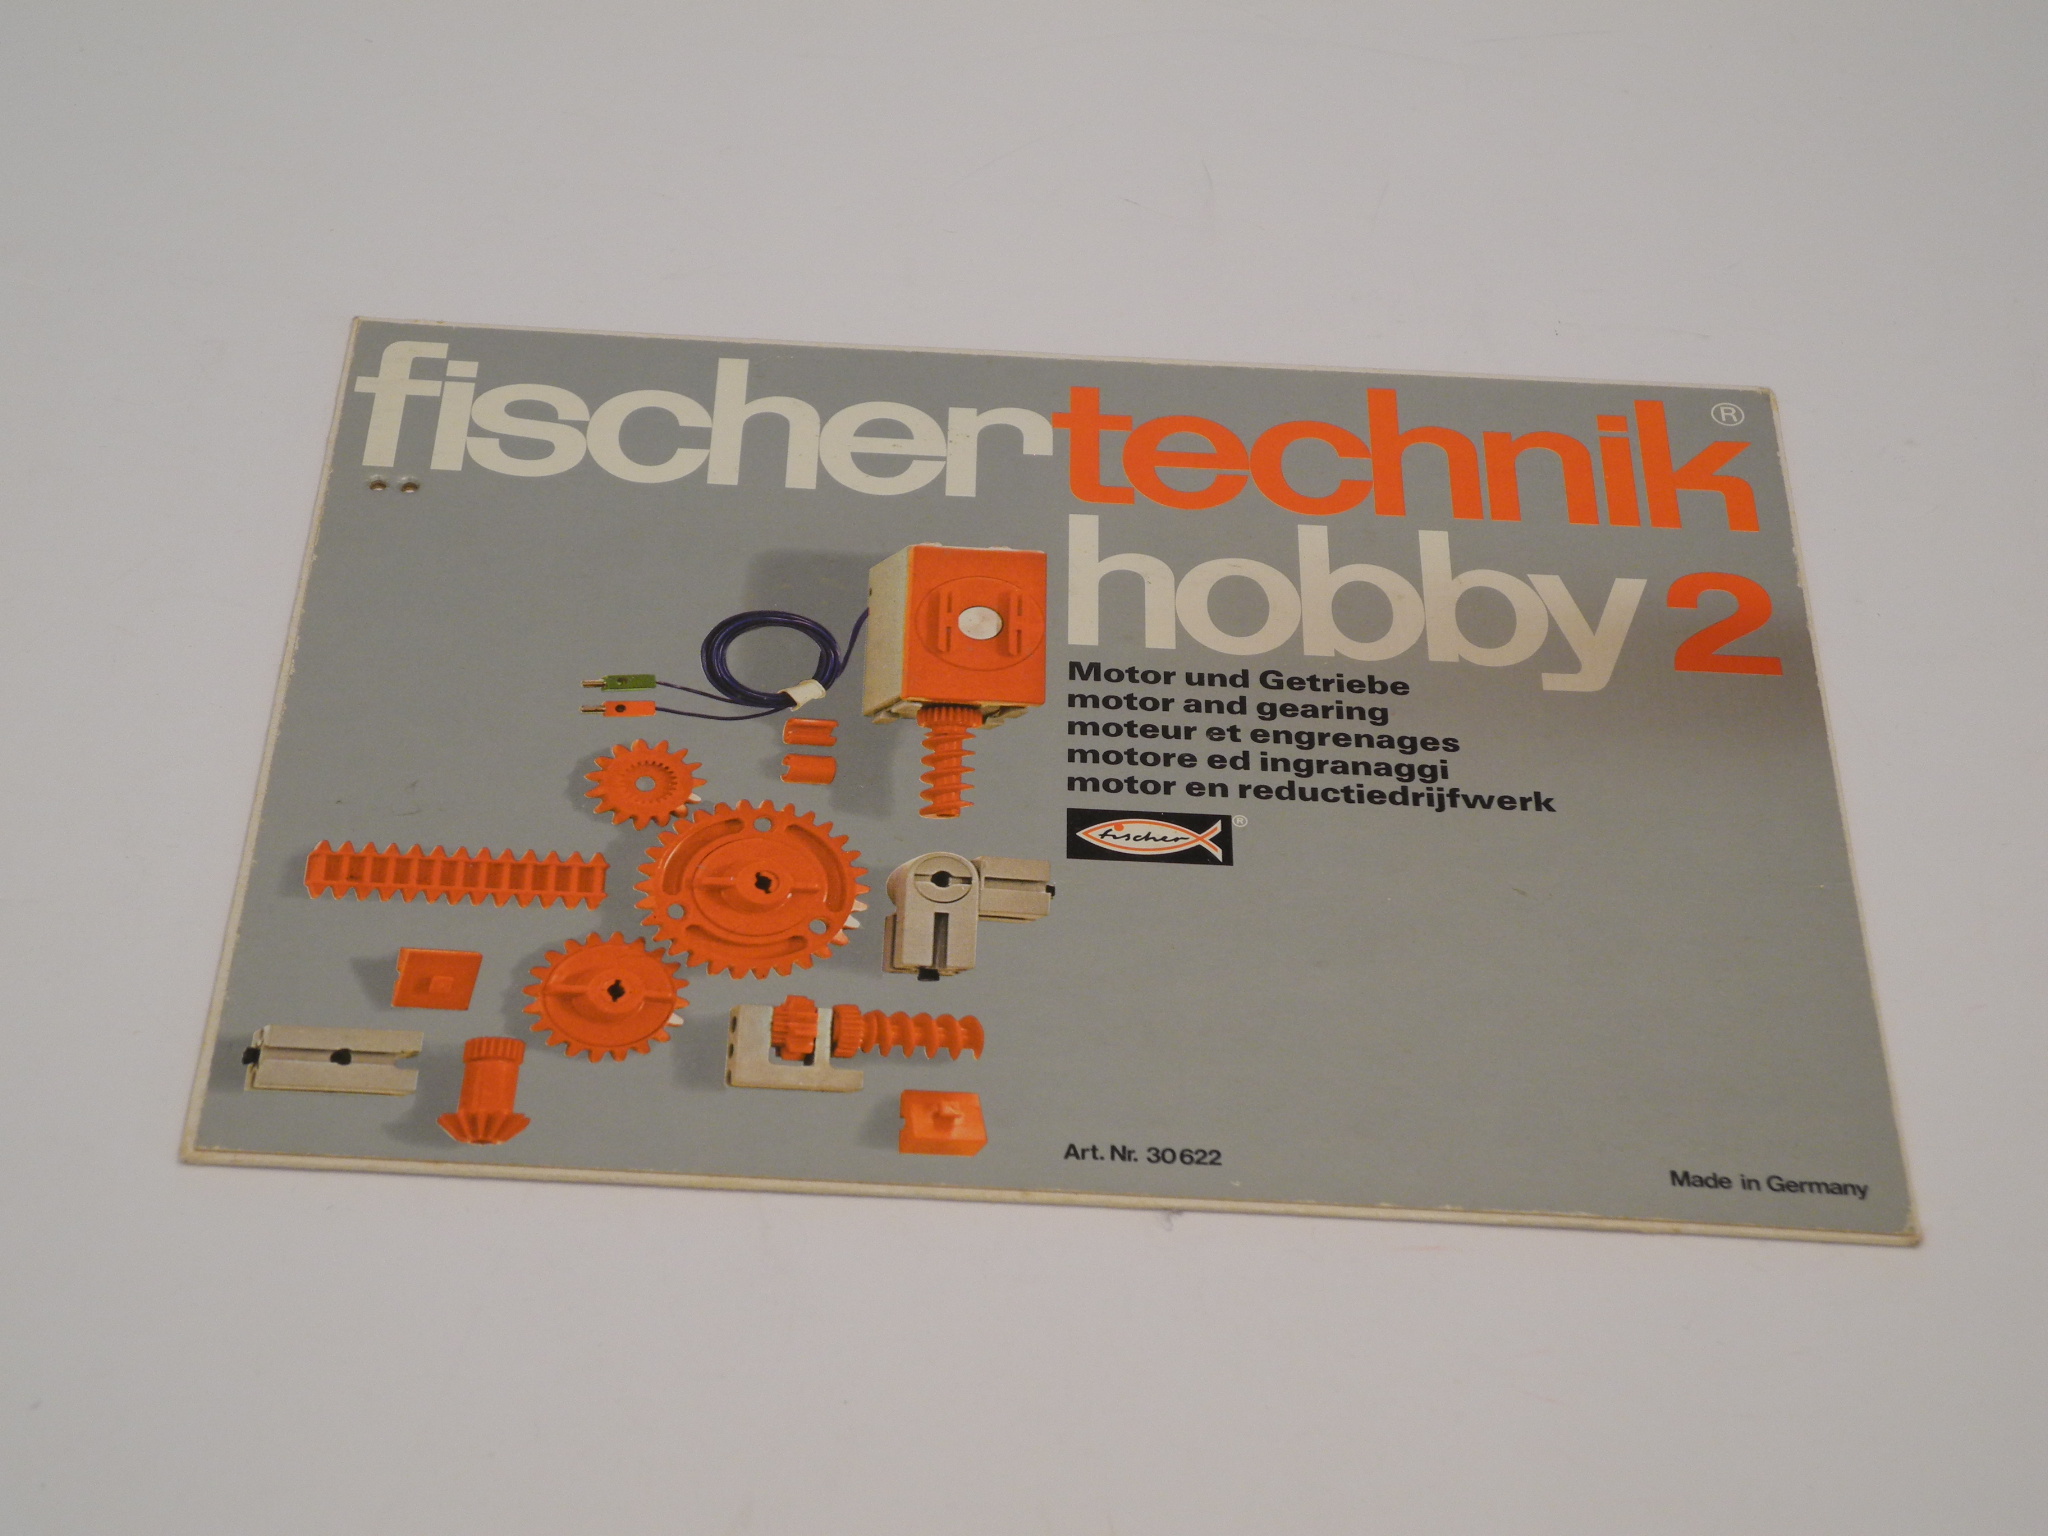 fischertechnik ®
hobby 2
Motor und Getriebe
motor and gearing
moteur et engrenages
motore ed ingranaggi
motor en reductiedrijfwerk
fischer ®
Art. Nr. 30622
Made in Germany